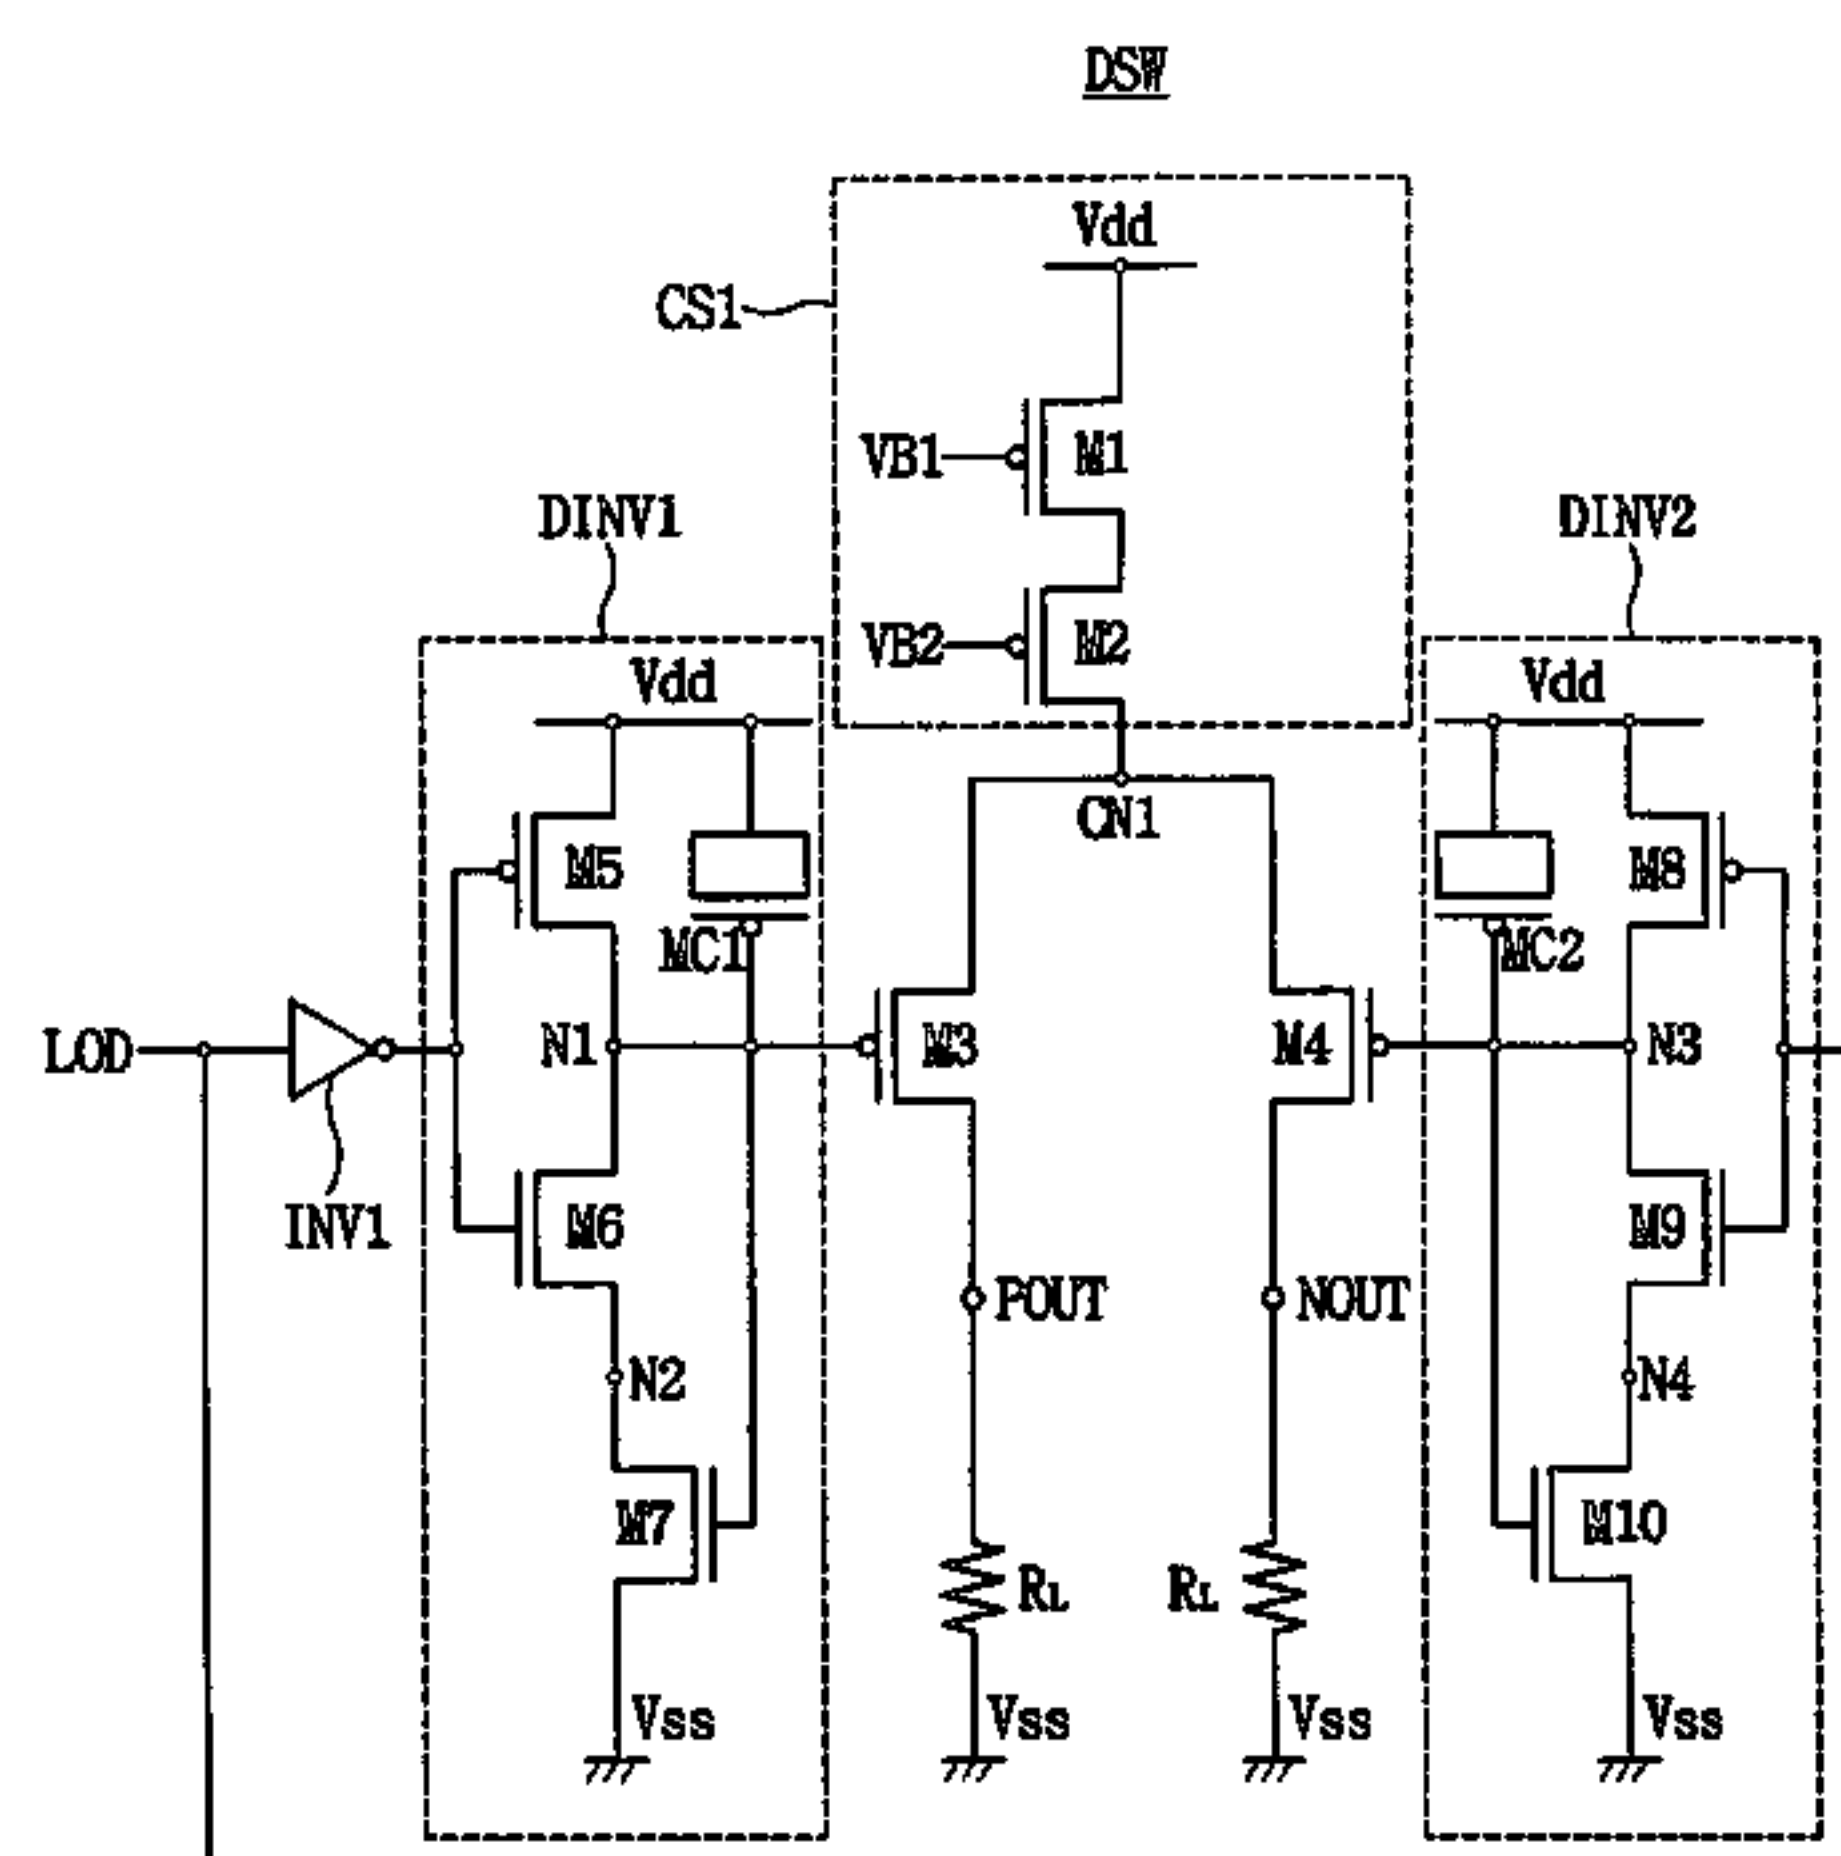 DSW
Vdd
CS1
VB1
M1
DINV1
DINV2
VB2
M2
Vdd
Vdd
CN1
M5
M8
MC1
MC2
LOD
N1
M3
M4
N3
INV1
M6
M9
POUT
NOUT
N2
N4
M7
M10
RL
RL
Vss
Vss
Vss
Vss